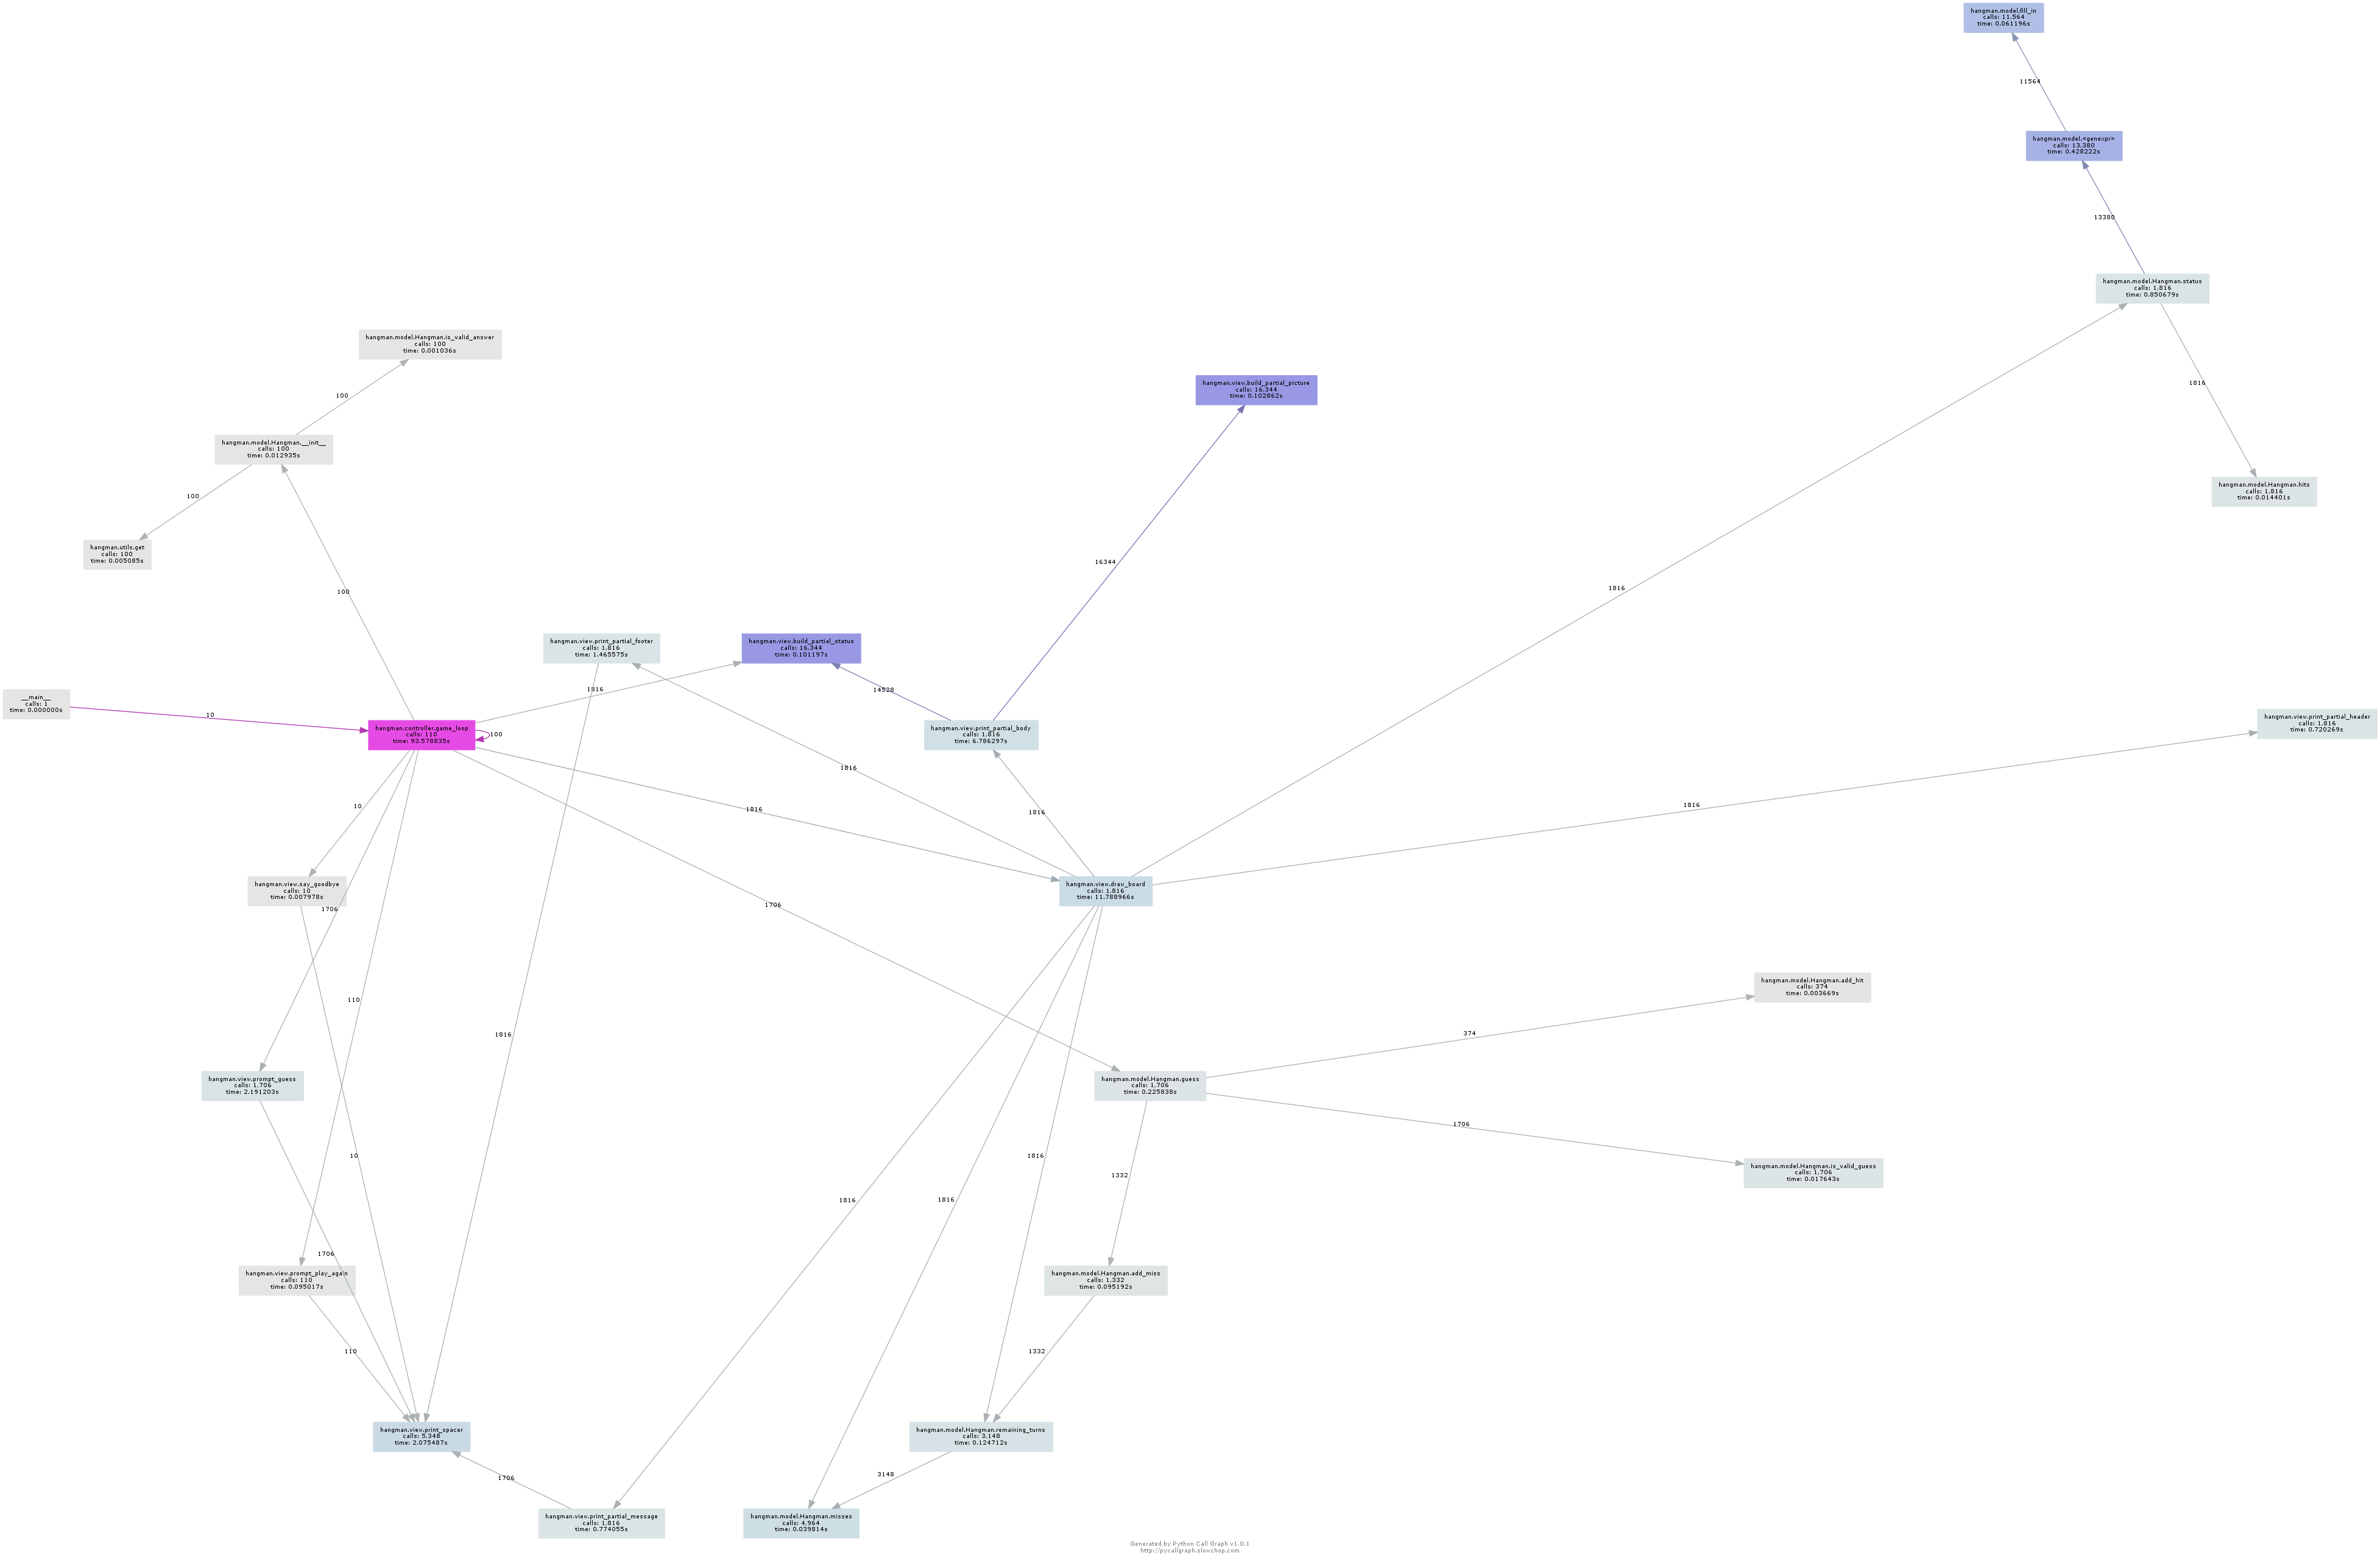 hangman.model.fill_in
calls: 11,564
time: 0.061196s
11564
hangman.model.<genexpr>
calls: 13,380
time: 0.428222s
13380
hangman.model.Hangman.status
calls: 1,816
time: 0.850679s
hangman.model.Hangman.is_valid_answer
calls: 100
time: 0.001036s
1816
hangman.view.build_partial_picture
calls: 16,344
time: 0.102862s
100
hangman.model.Hangman.__init__
calls: 100
time: 0.012935s
hangman.model.Hangman.hits
calls: 1,816
time: 0.014401s
100
hangman.utils.get
calls: 100
time: 0.005085s
16344
1816
100
hangman.view.print_partial_footer
calls: 1,816
time: 1.465575s
hangman.view.build_partial_status
calls: 16,344
time: 0.101197s
1816
14528
__main__
calls: 1
time: 0.000000s
10
hangman.controller.game_loop
calls: 110
time: 93.578835s
100
hangman.view.print_partial_body
calls: 1,816
time: 6.786297s
hangman.view.print_partial_header
calls: 1,816
time: 0.720269s
1816
10
1816
1816
1816
hangman.view.say_goodbye
calls: 10
time: 0.007978s
hangman.view.draw_board
calls: 1,816
time: 11.788966s
1706
1706
hangman.model.Hangman.add_hit
calls: 374
time: 0.003669s
110
1816
374
hangman.view.prompt_guess
calls: 1,706
time: 2.191203s
hangman.model.Hangman.guess
calls: 1,706
time: 0.225838s
1706
10
1816
hangman.model.Hangman.is_valid_guess
calls: 1,706
time: 0.017643s
1332
1816
1816
1706
hangman.view.prompt_play_again
calls: 110
time: 0.095017s
hangman.model.Hangman.add_miss
calls: 1,332
time: 0.095192s
110
1332
hangman.view.print_spacer
calls: 5,348
time: 2.075487s
hangman.model.Hangman.remaining_turns
calls: 3,148
time: 0.124712s
1706
3148
hangman.view.print_partial_message
calls: 1,816
time: 0.774055s
hangman.model.Hangman.misses
calls: 4,964
time: 0.039814s
Generated by Python Call Graph v1.0.1
http://pycallgraph.slowchop.com